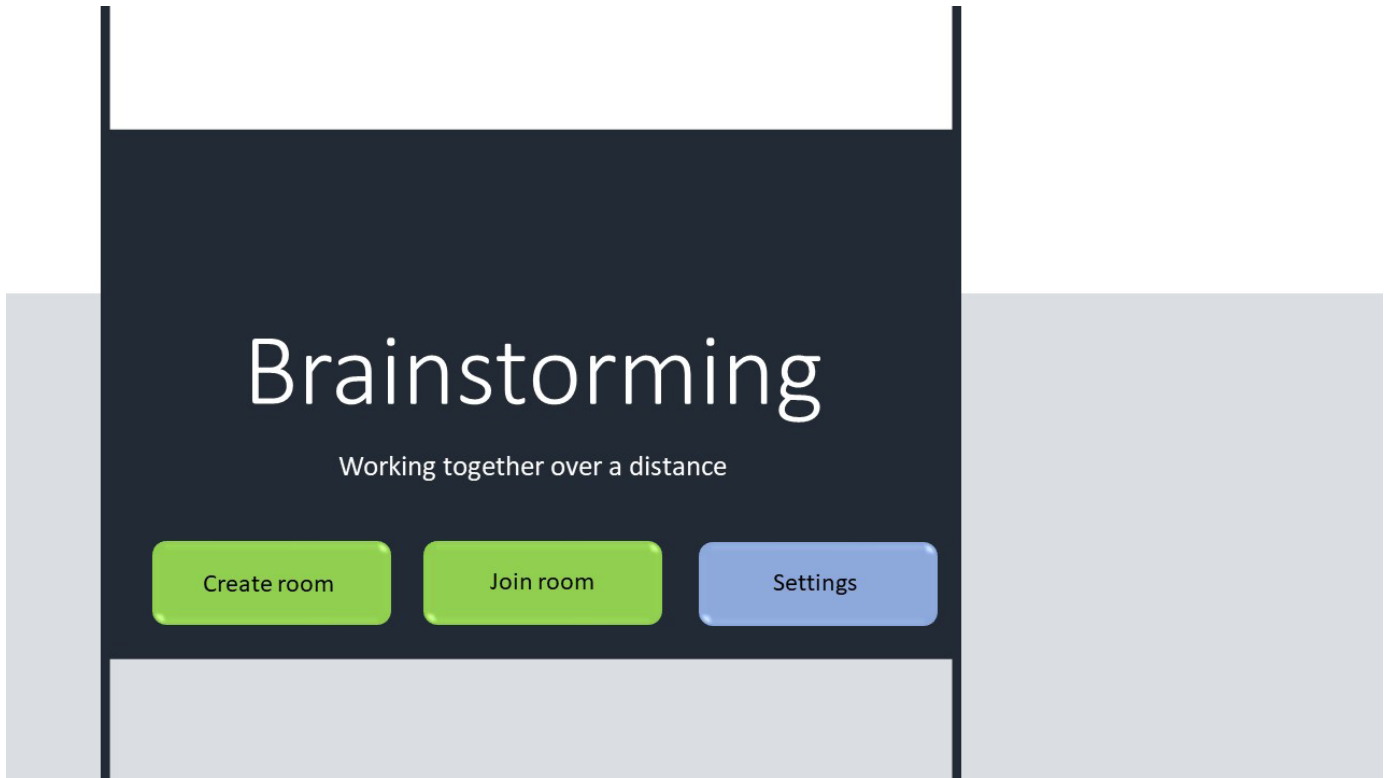 Brainstorming
Working together over a distance
Create room
Join room
Settings